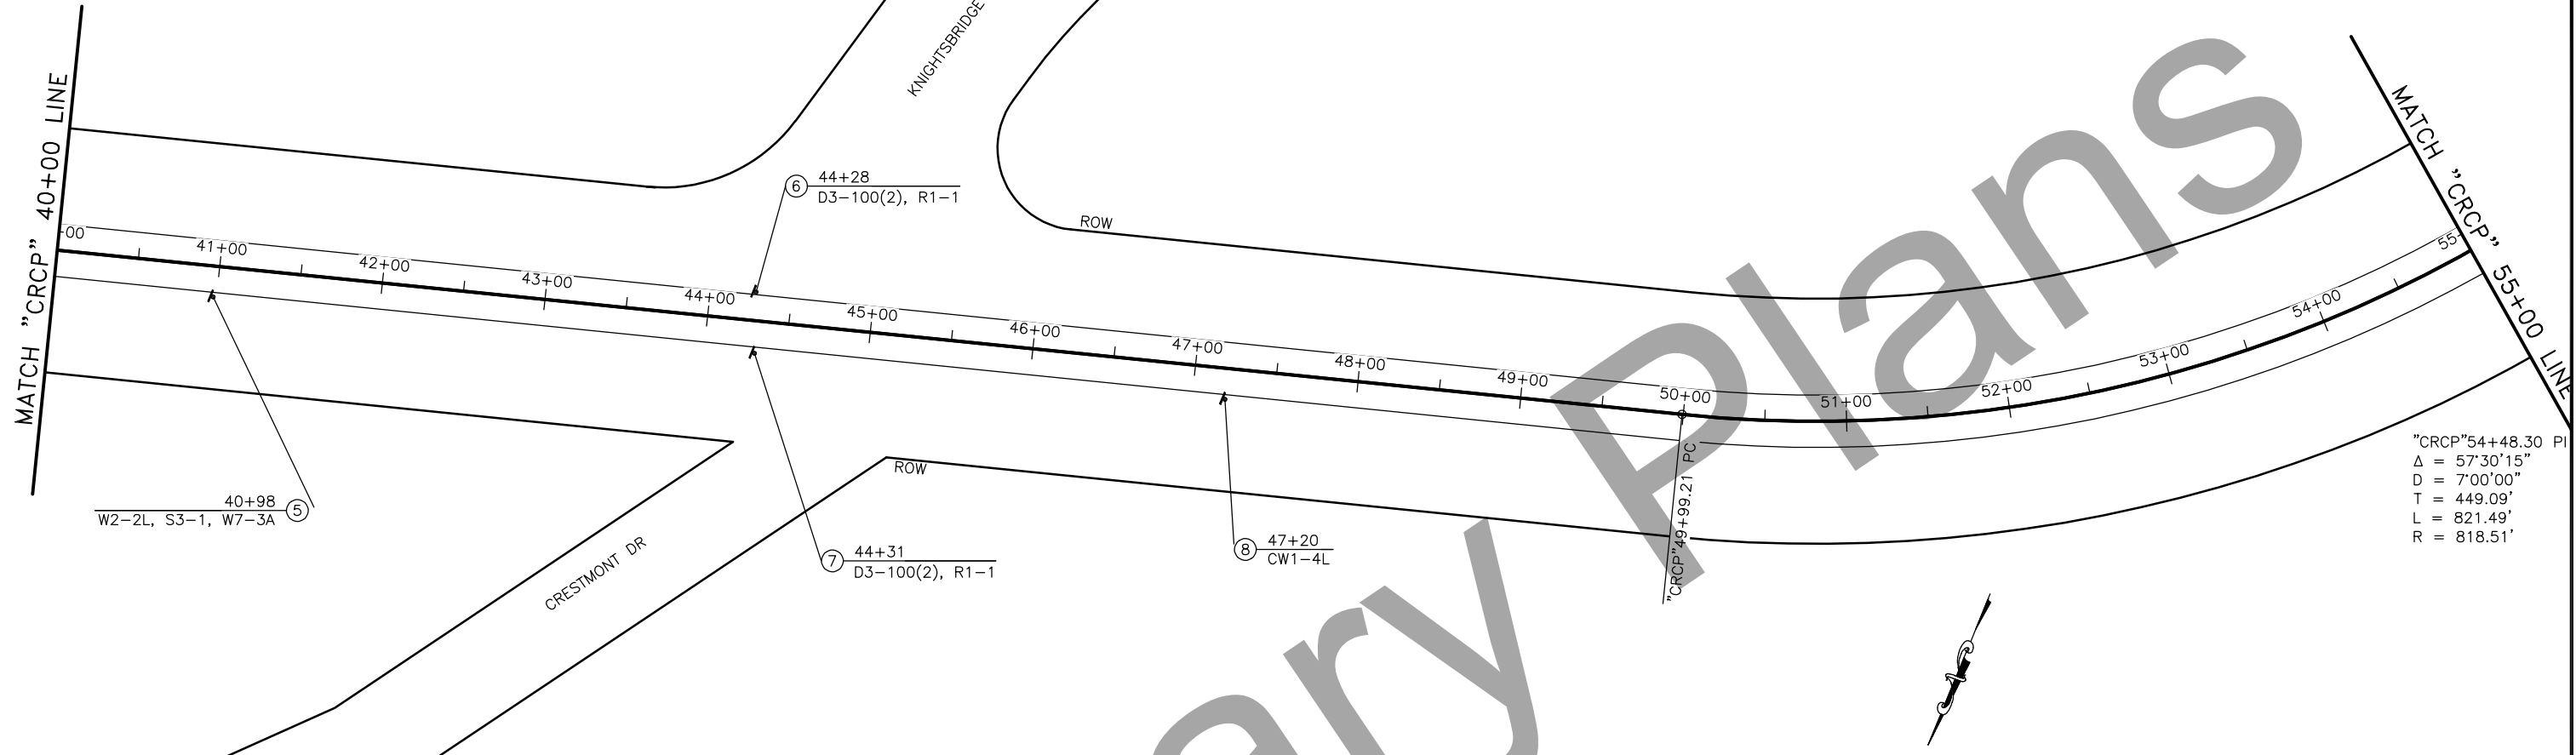 MATCH "CRCP" 40+00 LINE
+00
41+00
42+00
43+00
44+00
45+00
46+00
47+00
48+00
49+00
50+00
51+00
52+00
53+00
54+00
55
KNIGHTSBRIDGE
6 44+28
D3-100(2), R1-1
ROW
40+98
W2-2L, S3-1, W7-3A 5
CRESTMONT DR
7 44+31
D3-100(2), R1-1
ROW
8 47+20
CW1-4L
"CRCP"49+99.21 PC
MATCH "CRCP" 55+00 LINE
"CRCP"54+48.30 PI
Δ = 57°30'15"
D = 7°00'00"
T = 449.09'
L = 821.49'
R = 818.51'
ary Plans